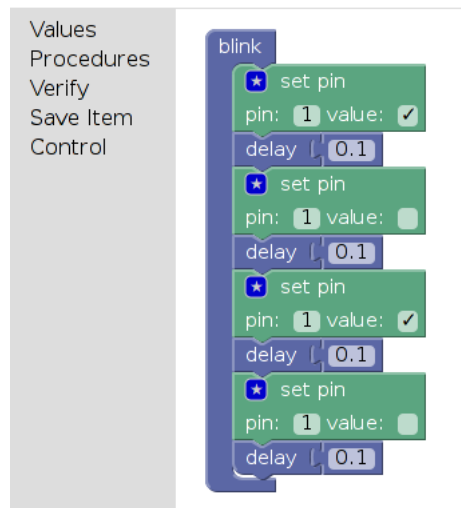 Values
Procedures
Verify
Save Item
Control
blink
set pin
pin: 1 value: ✓
delay 0.1
set pin
pin: 1 value:
delay 0.1
set pin
pin: 1 value: ✓
delay 0.1
set pin
pin: 1 value:
delay 0.1